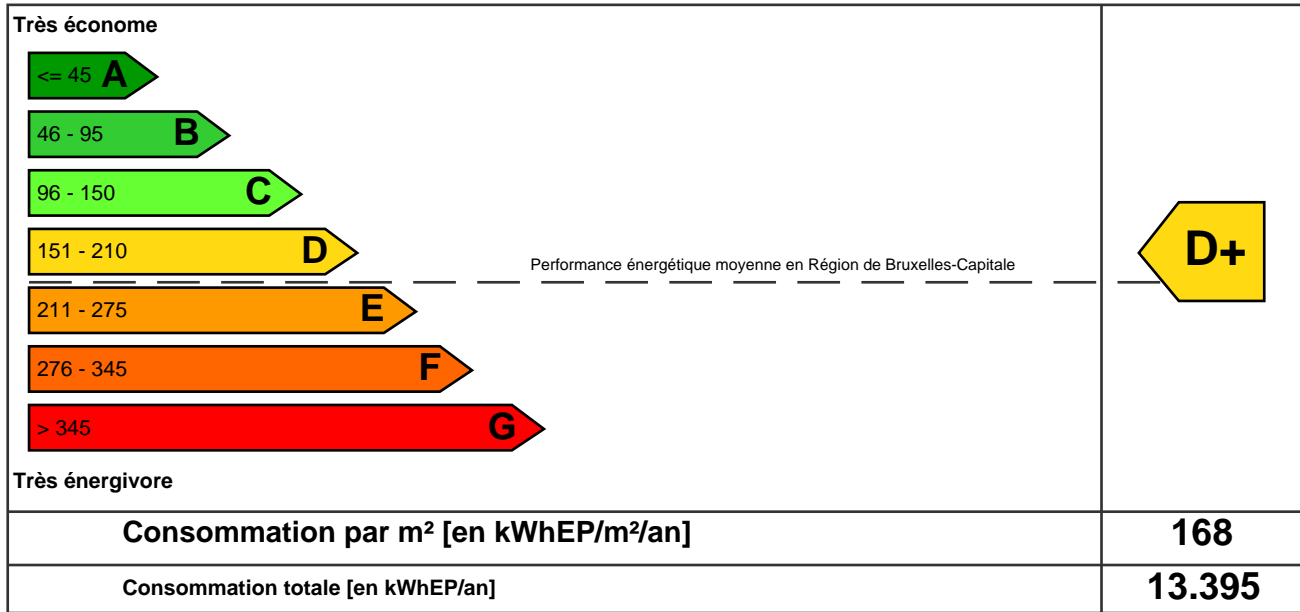 Très économe
<= 45 A
46 - 95 B
96 - 150 C
151 - 210 D
Performance énergétique moyenne en Région de Bruxelles-Capitale
D+
211 - 275 E
276 - 345 F
> 345 G
Très énergivore
Consommation par m² [en kWhEP/m²/an] 168
Consommation totale [en kWhEP/an] 13.395